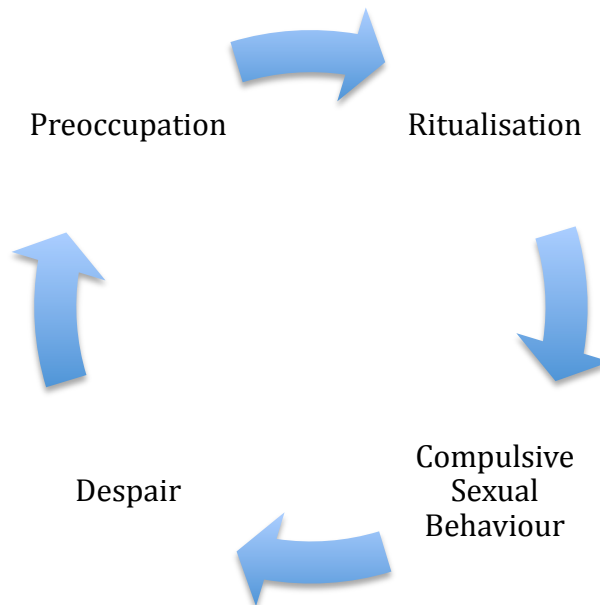 Preoccupation
Ritualisation
Despair
Compulsive
Sexual
Behaviour